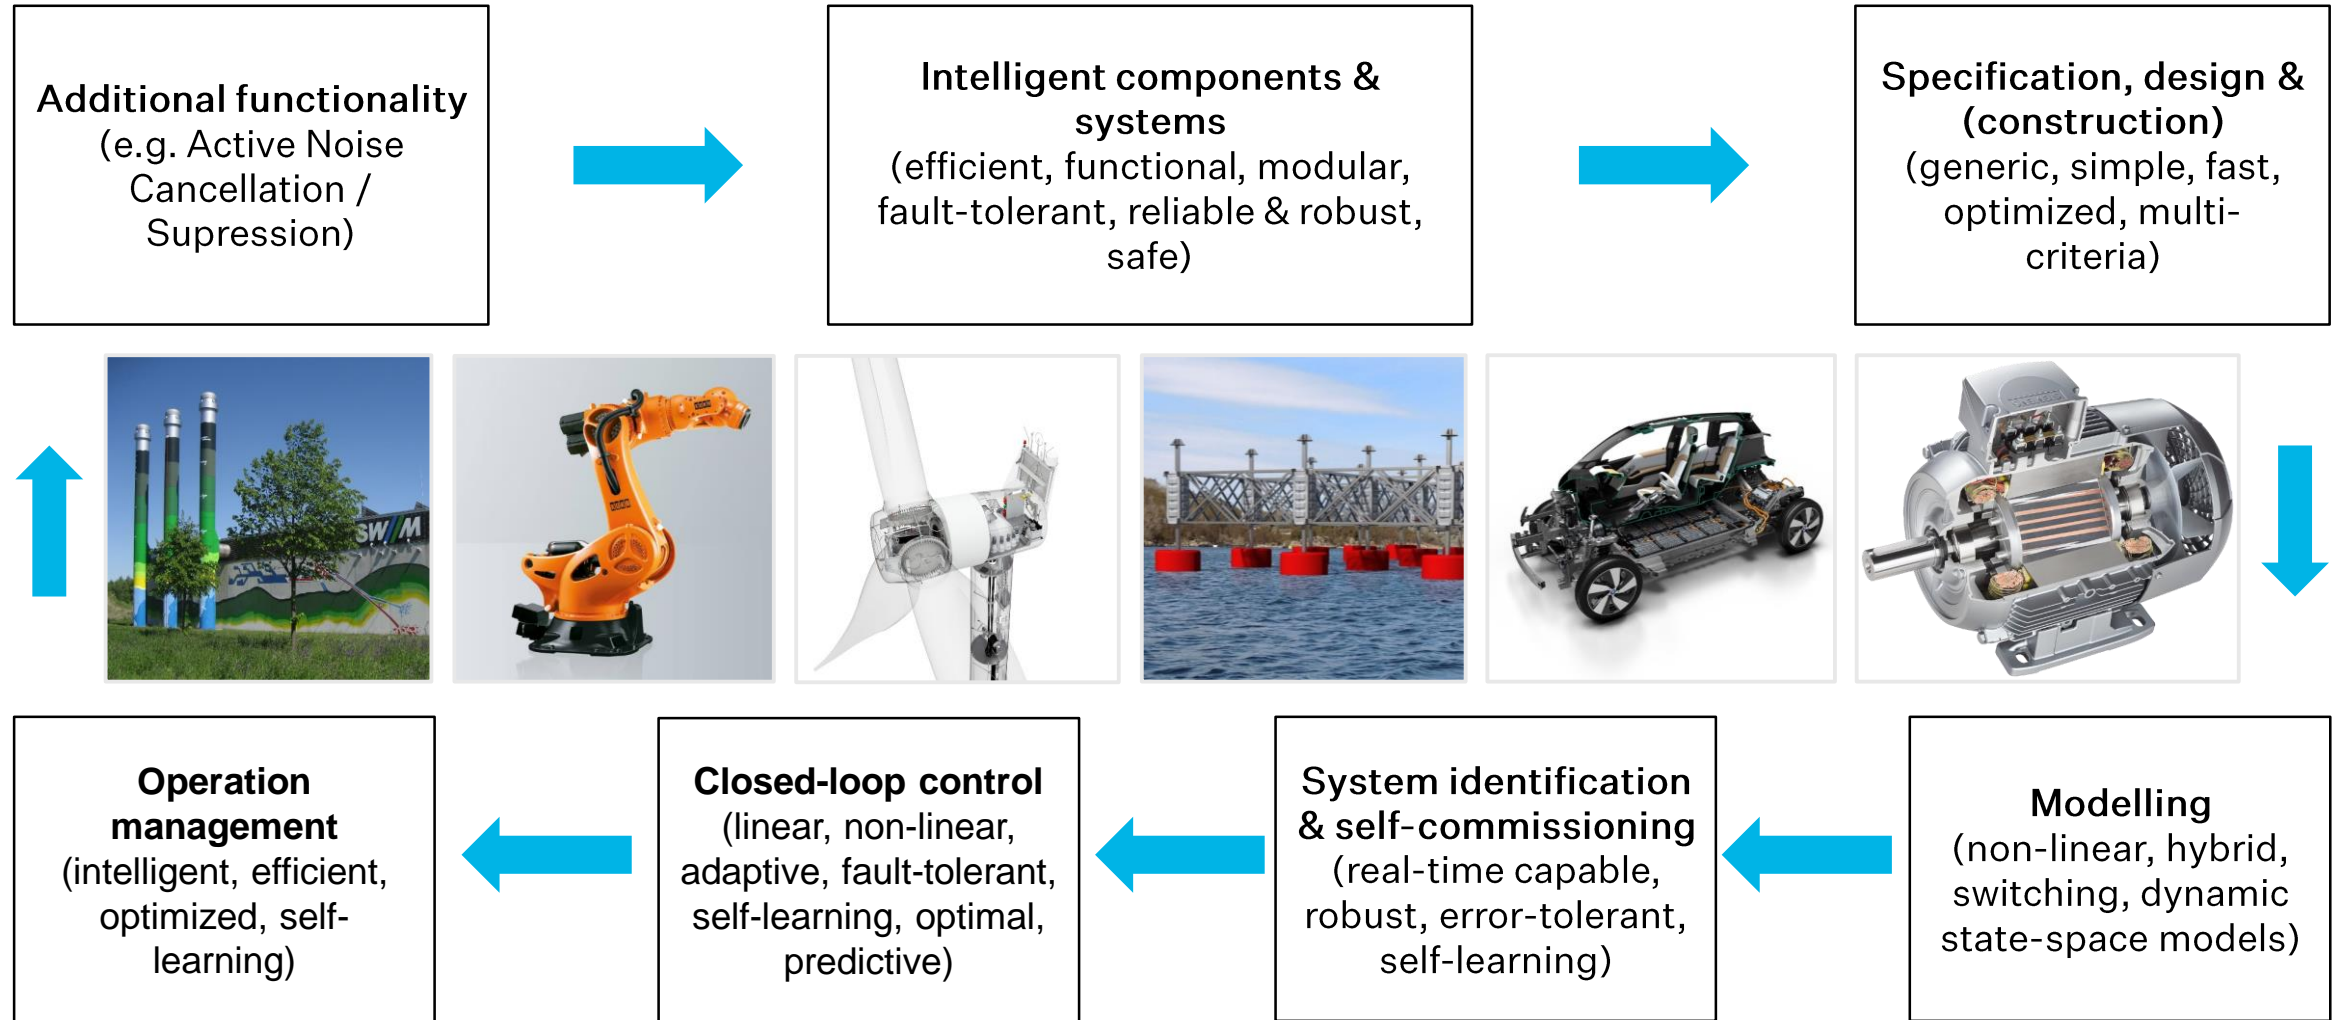 Additional functionality
(e.g. Active Noise
Cancellation /
Supression)
Intelligent components &
systems
(efficient, functional, modular,
fault-tolerant, reliable & robust,
safe)
Specification, design &
(construction)
(generic, simple, fast,
optimized, multi-
criteria)
SW//M
Operation
management
(intelligent, efficient,
optimized, self-
learning)
Closed-loop control
(linear, non-linear,
adaptive, fault-tolerant,
self-learning, optimal,
predictive)
System identification
& self-commissioning
(real-time capable,
robust, error-tolerant,
self-learning)
Modelling
(non-linear, hybrid,
switching, dynamic
state-space models)